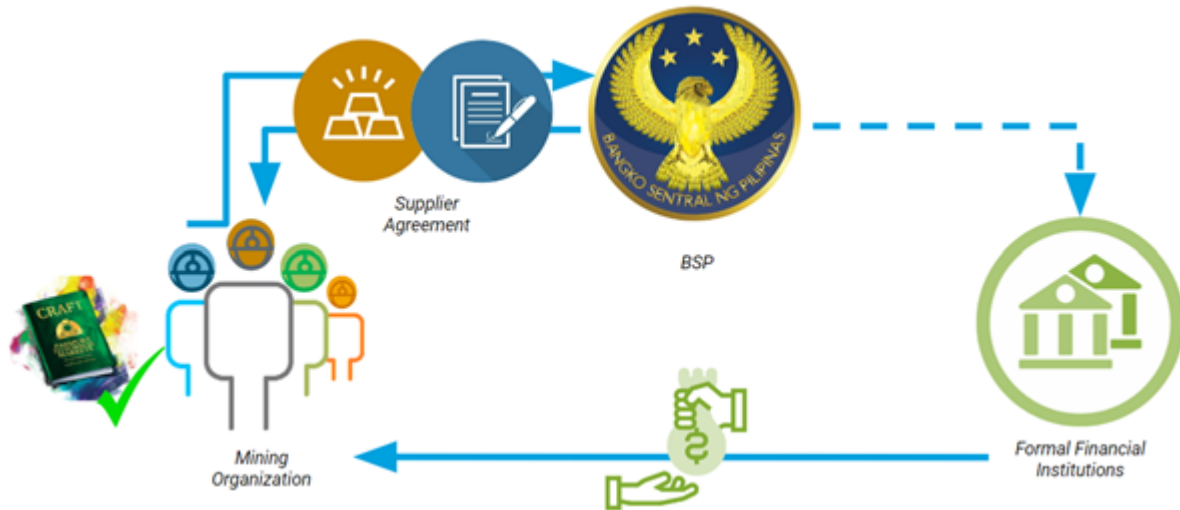 BANGKO SENTRAL NG PILIPINAS
Supplier
Agreement
BSP
CRAFT
Mining
Organization
Formal Financial
Institutions
$